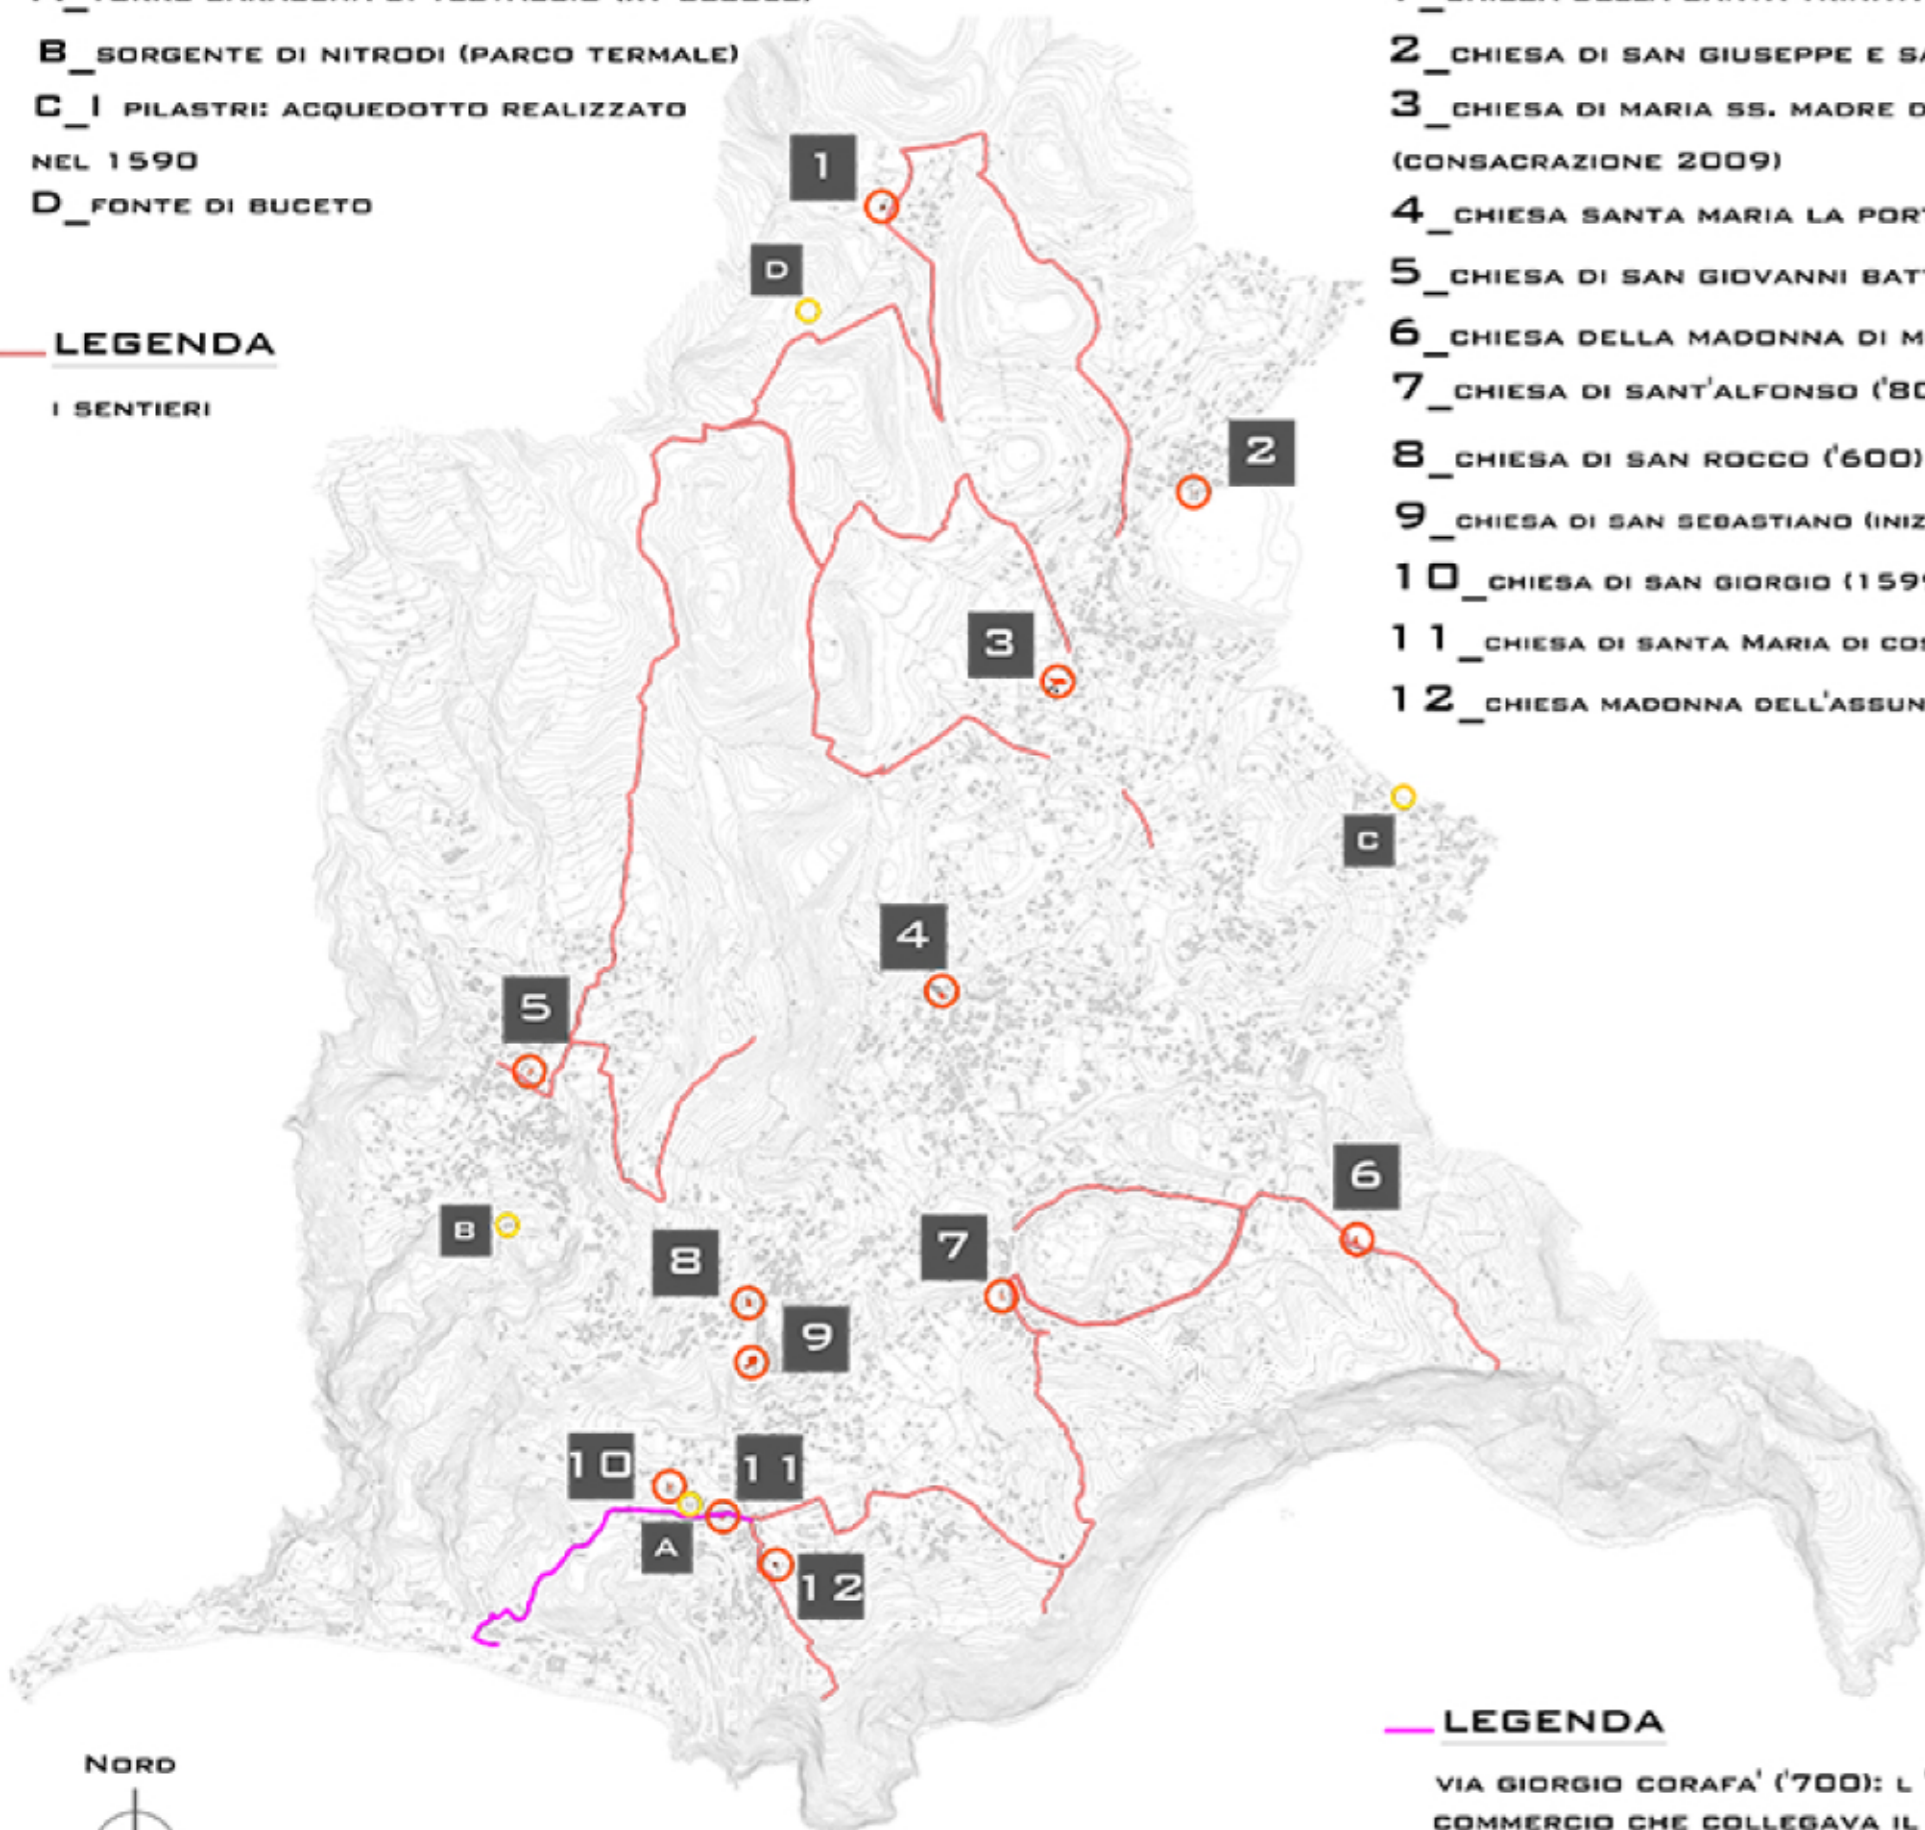 B_SORGENTE DI NITRODI (PARCO TERMALE)
C_I PILASTRI: ACQUEDOTTO REALIZZATO
NEL 1590
D_FONTE DI BUCETO
LEGENDA
I SENTIERI
2_CHIESA DI SAN GIUSEPPE E
3_CHIESA DI MARIA SS. MADRE
(CONSACRAZIONE 2009)
4_CHIESA SANTA MARIA LA
5_CHIESA DI SAN GIOVANNI
6_CHIESA DELLA MADONNA DI
7_CHIESA DI SANT'ALFONSO
8_CHIESA DI SAN ROCCO ('600)
9_CHIESA DI SAN SEBASTIANO
10_CHIESA DI SAN GIORGIO
11_CHIESA DI SANTA MARIA DI
12_CHIESA MADONNA
1
D
2
3
C
4
5
6
B
7
8
9
10
11
A
12
NORD
LEGENDA
VIA GIORGIO CORAFA' ('700): L
COMMERCIO CHE COLLEGAVA IL